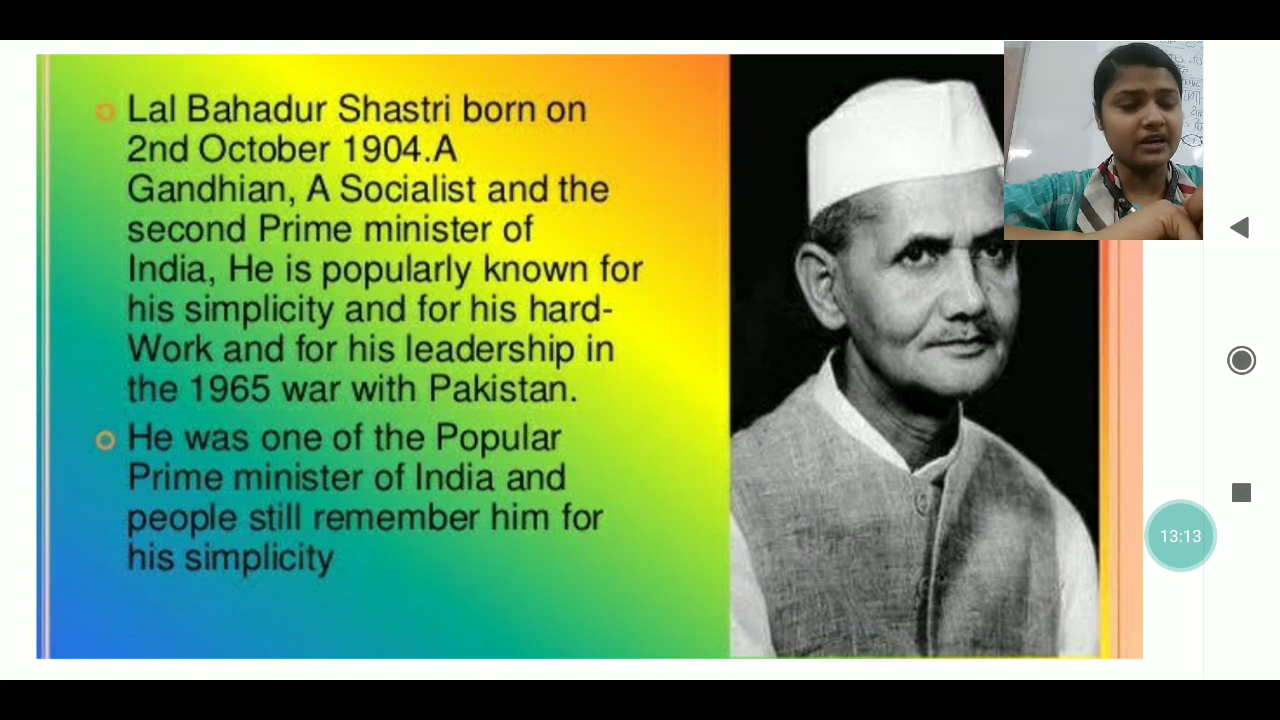 Lal Bahadur Shastri born on
2nd October 1904.A
Gandhian, A Socialist and the
second Prime minister of
India, He is popularly known for
his simplicity and for his hard-
Work and for his leadership in
the 1965 war with Pakistan.
He was one of the Popular
Prime minister of India and
people still remember him for
his simplicity
13:13